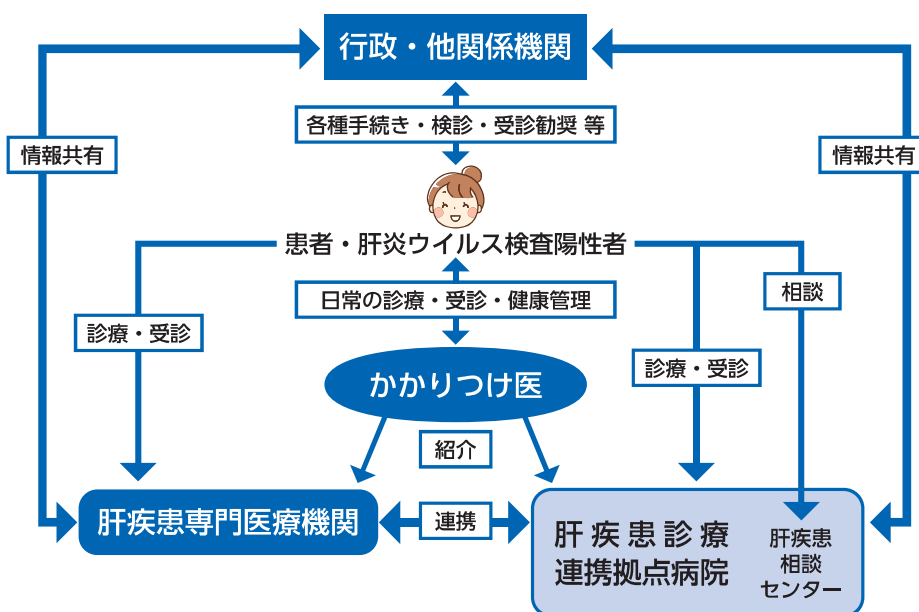 行政・他関係機関
各種手続き・検診・受診勧奨 等
情報共有
情報共有
患者・肝炎ウイルス検査陽性者
日常の診療・受診・健康管理
相談
診療・受診
診療・受診
かかりつけ医
紹介
肝疾患専門医療機関
連携
肝疾患診療
連携拠点病院
肝疾患
相談
センター